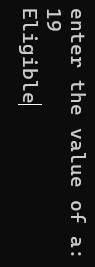 enter the value of a:
19
Eligible